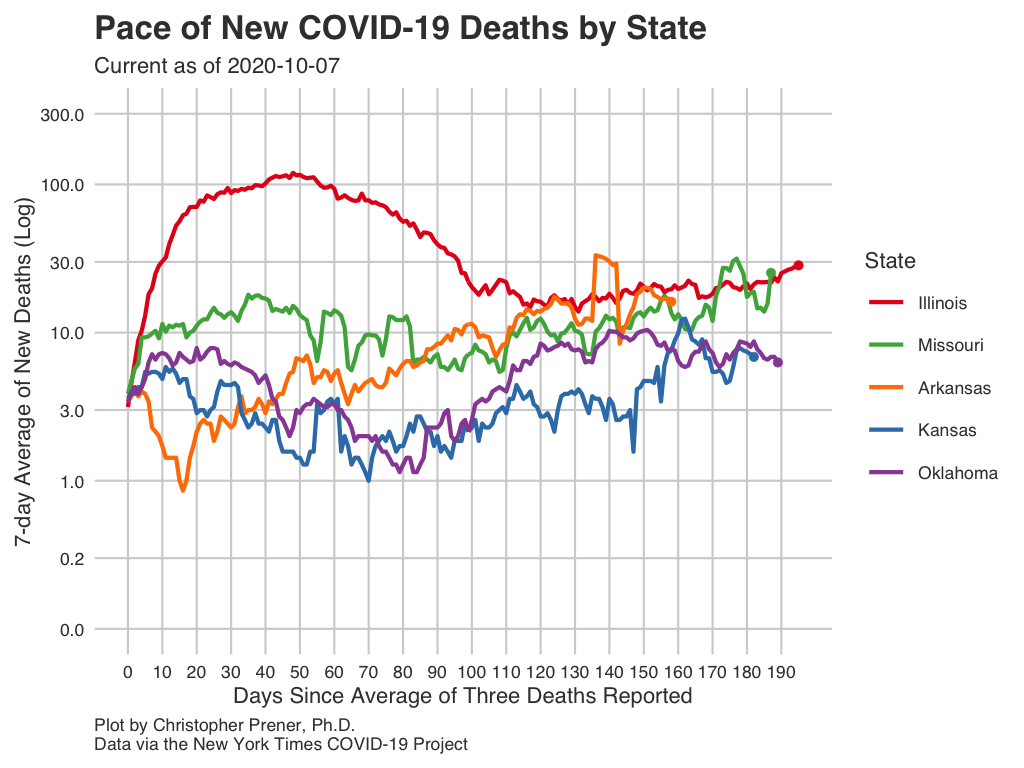 Pace of New COVID-19 Deaths by State
Current as of 2020-10-07
7-day Average of New Deaths (Log)
300.0
100.0
30.0
10.0
3.0
1.0
0.2
0.0
0 10 20 30 40 50 60 70 80 90 100 110 120 130 140 150 160 170 180 190
Days Since Average of Three Deaths Reported
State
Illinois
Missouri
Arkansas
Kansas
Oklahoma
Plot by Christopher Prener, Ph.D.
Data via the New York Times COVID-19 Project